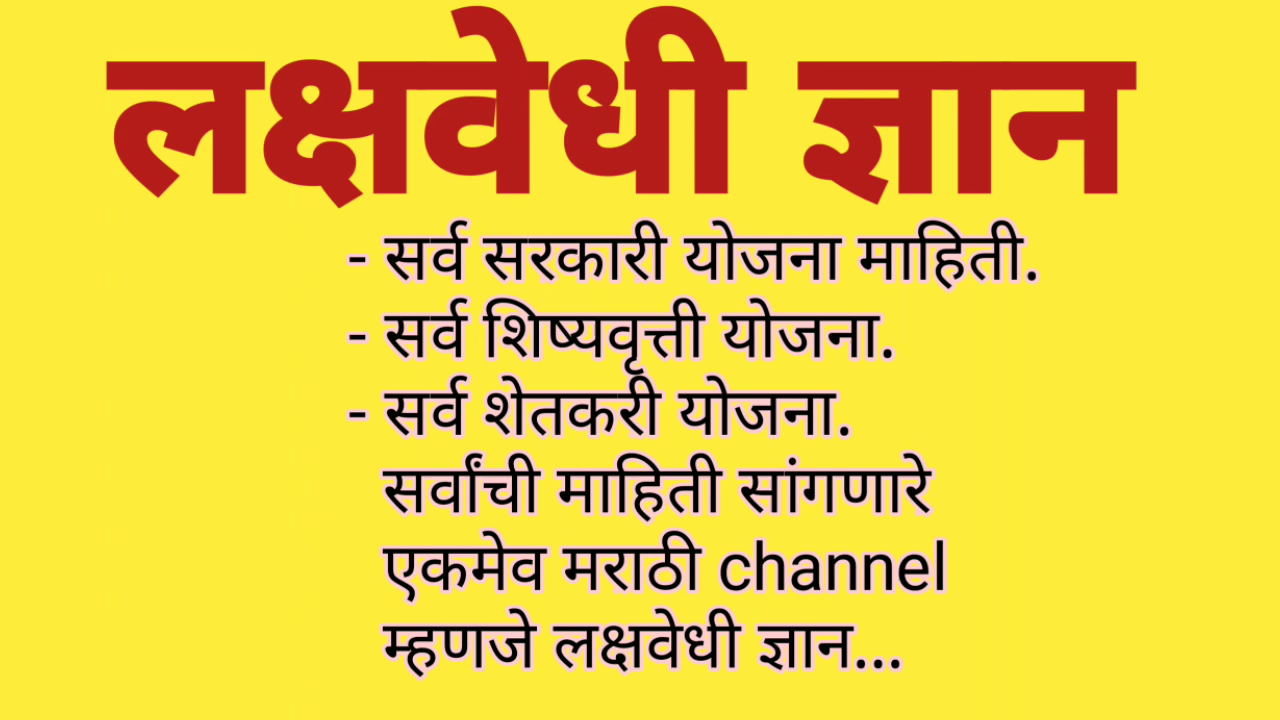 लक्षवेधी ज्ञान
- सर्व सरकारी योजना माहिती.
- सर्व शिष्यवृत्ती योजना.
- सर्व शेतकरी योजना.
सर्वांची माहिती सांगणारे
एकमेव मराठी channel
म्हणजे लक्षवेधी ज्ञान...